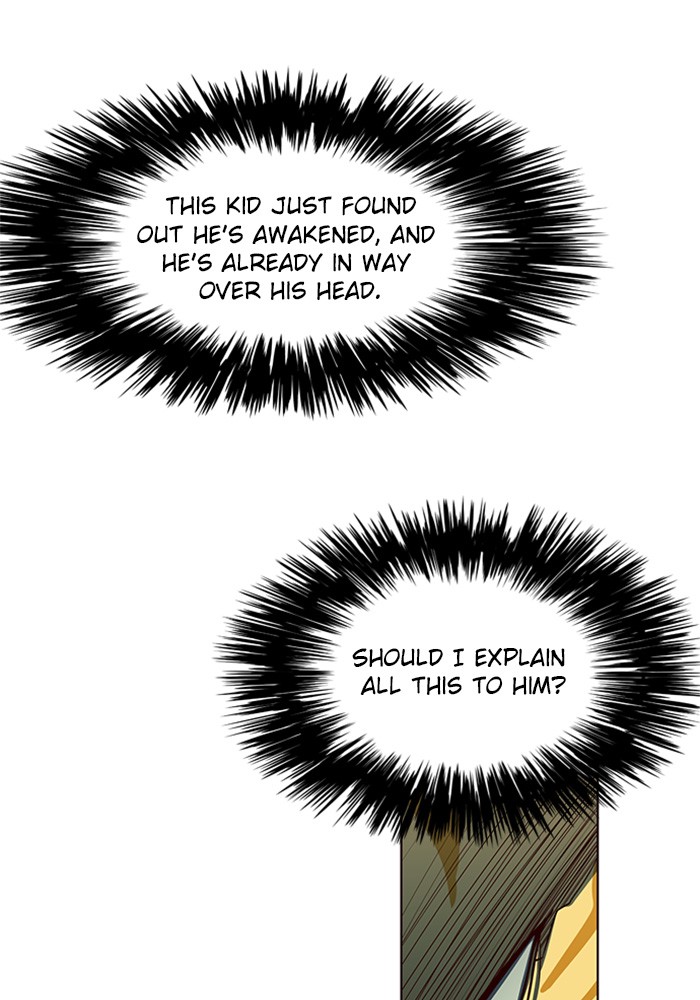 THIS KID JUST FOUND
OUT HE'S AWAKENED, AND
HE'S ALREADY IN WAY
OVER HIS HEAD.
SHOULD I EXPLAIN
ALL THIS TO HIM?